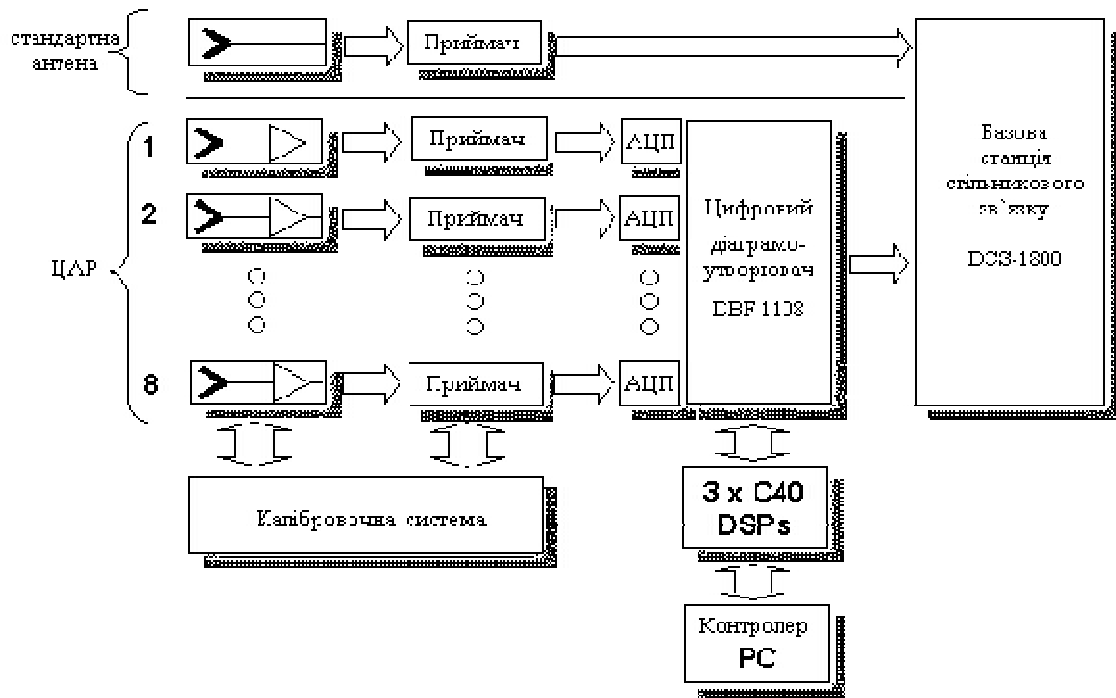 стандартна
антена
Приймач
Базова
станція
стільникового
зв'язку
DCS-1800
ЦАР
1
Приймач
АЦП
2
Приймач
АЦП
8
Приймач
АЦП
Цифровий
діаграмо-
утворювач
DBF 1108
Калібровочна система
3 x C40
DSPs
Контролер
PC